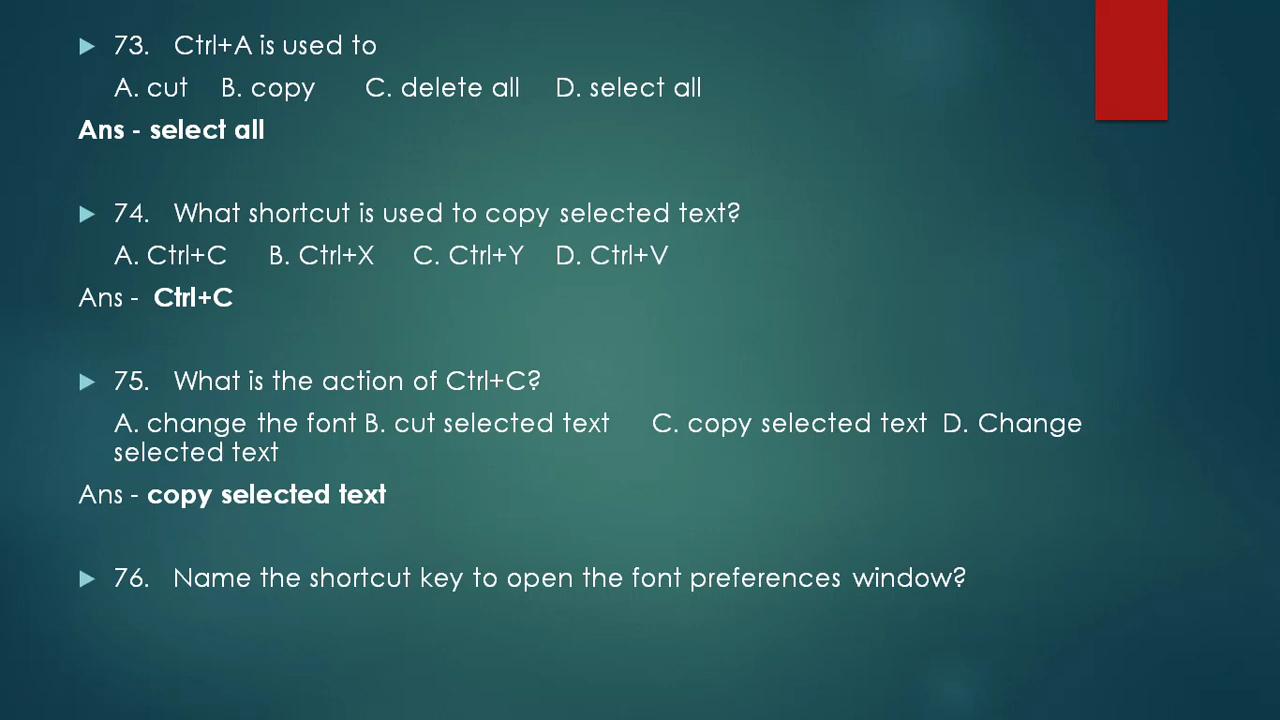 73. Ctrl+A is used to
A. cut B. copy C. delete all D. select all
Ans - select all
74. What shortcut is used to copy selected text?
A. Ctrl+C B. Ctrl+X C. Ctrl+Y D. Ctrl+V
Ans - Ctrl+C
75. What is the action of Ctrl+C?
A. change the font B. cut selected text C. copy selected text D. Change
selected text
Ans - copy selected text
76. Name the shortcut key to open the font preferences window?